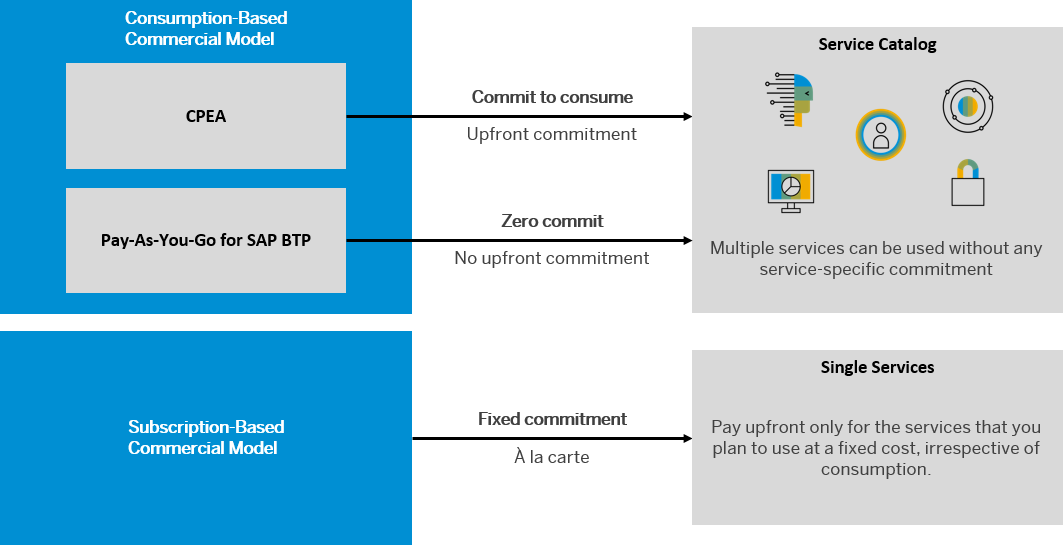 Consumption-Based
Commercial Model
CPEA
Commit to consume
Upfront commitment
Pay-As-You-Go for SAP BTP
Zero commit
No upfront commitment
Service Catalog
Multiple services can be used without any
service-specific commitment
Subscription-Based
Commercial Model
Fixed commitment
À la carte
Single Services
Pay upfront only for the services that you
plan to use at a fixed cost, irrespective of
consumption.